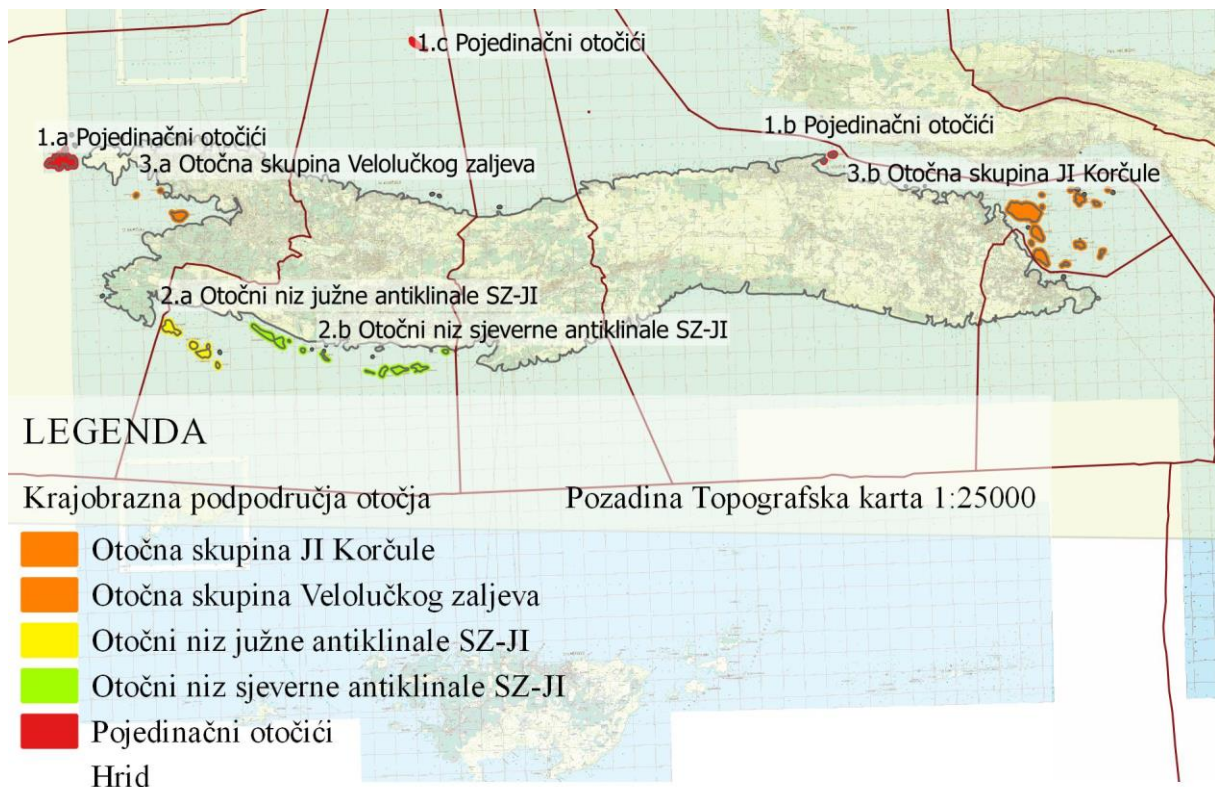 1.c Pojedinačni otočići
1.a Pojedinačni otočići
1.b Pojedinačni otočići
3.a Otočna skupina Velolučkog zaljeva
3.b Otočna skupina JI Korčule
2.a Otočni niz južne antiklinale SZ-JI
2.b Otočni niz sjeverne antiklinale SZ-JI
LEGENDA
Krajobrazna podpodručja otočja
Pozadina Topografska karta 1:25000
Otočna skupina JI Korčule
Otočna skupina Velolučkog zaljeva
Otočni niz južne antiklinale SZ-JI
Otočni niz sjeverne antiklinale SZ-JI
Pojedinačni otočići
Hrid